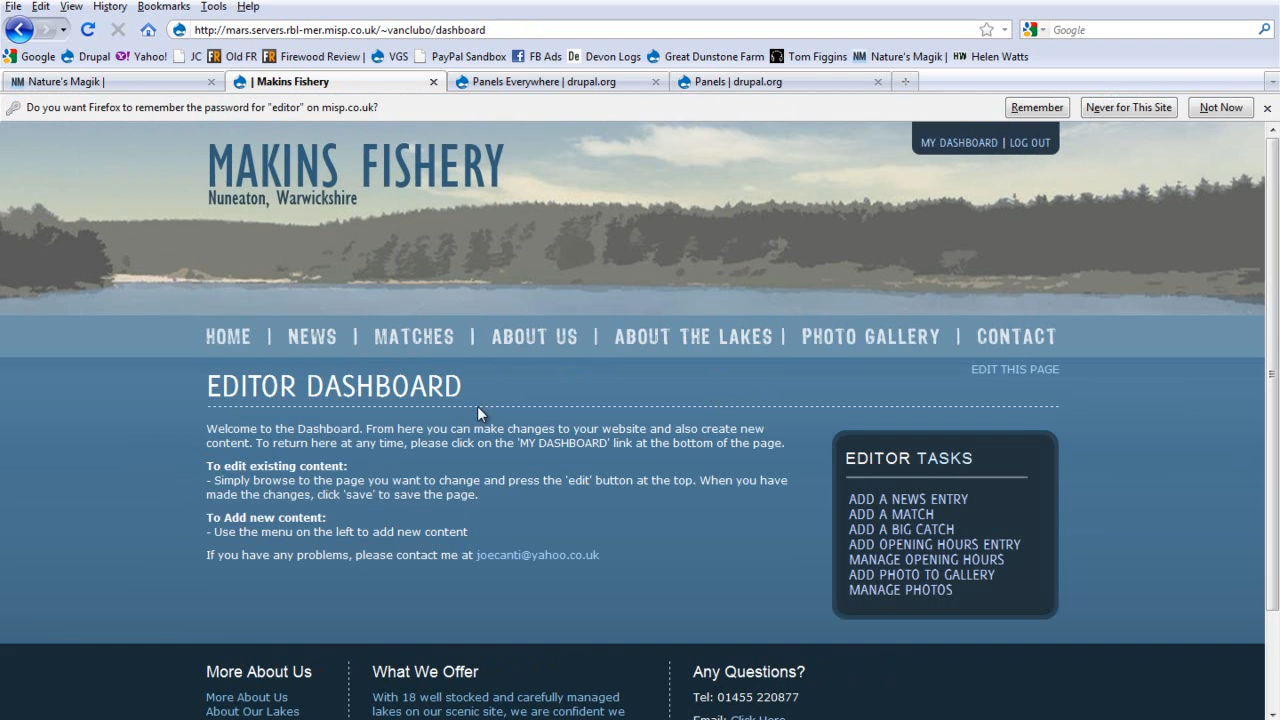 File Edit View History Bookmarks Tools Help
http://mars.servers.rbl-mer.misp.co.uk/~vanclubo/dashboard
Google
Google Drupal Yahoo! JC Old FR Firewood Review | VGS PayPal Sandbox FB Ads Devon Logs Great Dunstone Farm Tom Figgins Nature's Magik | Helen Watts
Nature's Magik | | Makins Fishery Panels Everywhere | drupal.org Panels | drupal.org
Do you want Firefox to remember the password for "editor" on misp.co.uk? Remember Never for This Site Not Now
MY DASHBOARD | LOG OUT
MAKINS FISHERY
Nuneaton, Warwickshire
HOME | NEWS | MATCHES | ABOUT US | ABOUT THE LAKES | PHOTO GALLERY | CONTACT
EDIT THIS PAGE
EDITOR DASHBOARD
Welcome to the Dashboard. From here you can make changes to your website and also create new
content. To return here at any time, please click on the 'MY DASHBOARD' link at the bottom of the page.
To edit existing content:
- Simply browse to the page you want to change and press the 'edit' button at the top. When you have
made the changes, click 'save' to save the page.
To Add new content:
- Use the menu on the left to add new content
If you have any problems, please contact me at joecanti@yahoo.co.uk
EDITOR TASKS
ADD A NEWS ENTRY
ADD A MATCH
ADD A BIG CATCH
ADD OPENING HOURS ENTRY
MANAGE OPENING HOURS
ADD PHOTO TO GALLERY
MANAGE PHOTOS
More About Us
More About Us
About Our Lakes
What We Offer
With 18 well stocked and carefully managed
lakes on our scenic site, we are confident we
Any Questions?
Tel: 01455 220877
Email: Click Here